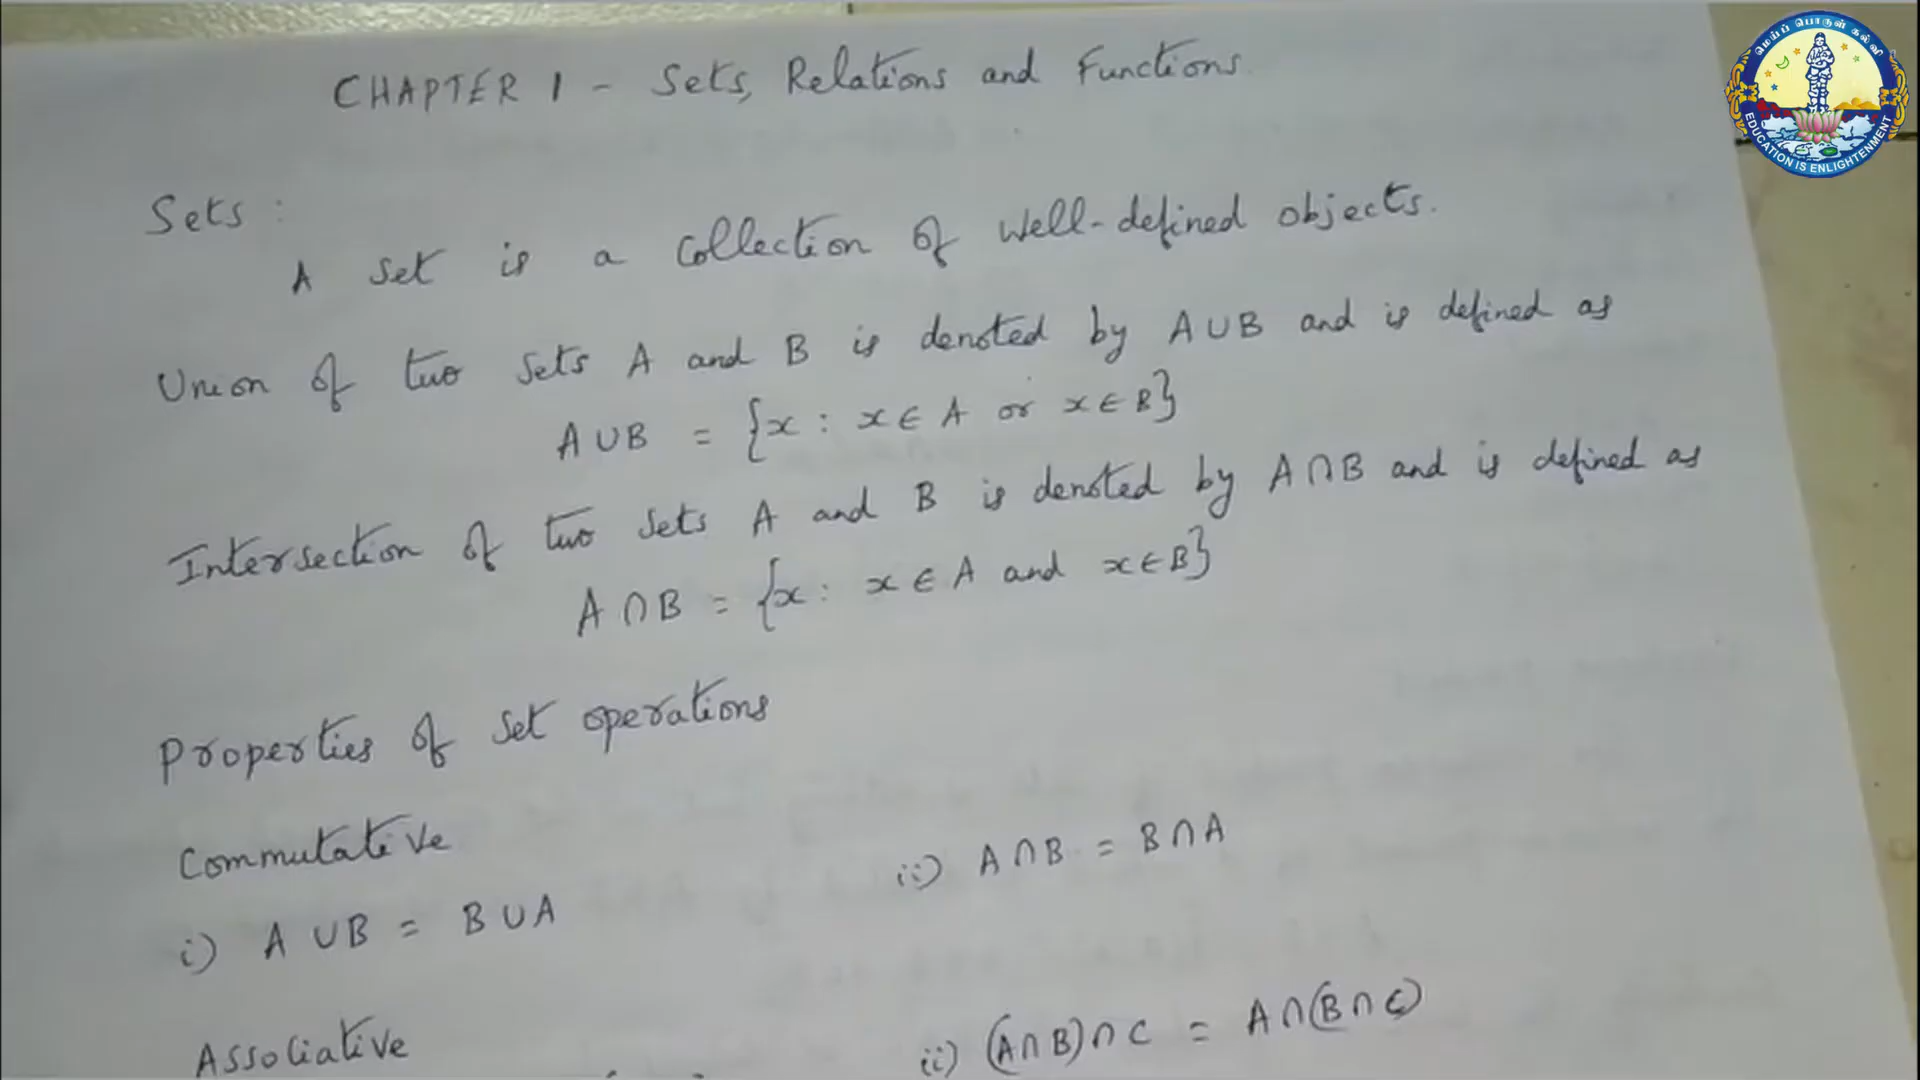 CHAPTER 1 - Sets, Relations and Functions
மெய்ப் பொருள் கல்வி
EDUCATION IS ENLIGHTENMENT
Sets:
A set is a collection of well-defined objects.
Union of two sets A and B is denoted by A∪B and is defined as
A∪B = {x : x∈A or x∈B}
Intersection of two sets A and B is denoted by A∩B and is defined as
A∩B = {x : x∈A and x∈B}
Properties of set operations
Commutative
i) A∪B = B∪A ii) A∩B = B∩A
Associative
ii) (A∩B)∩C = A∩(B∩C)